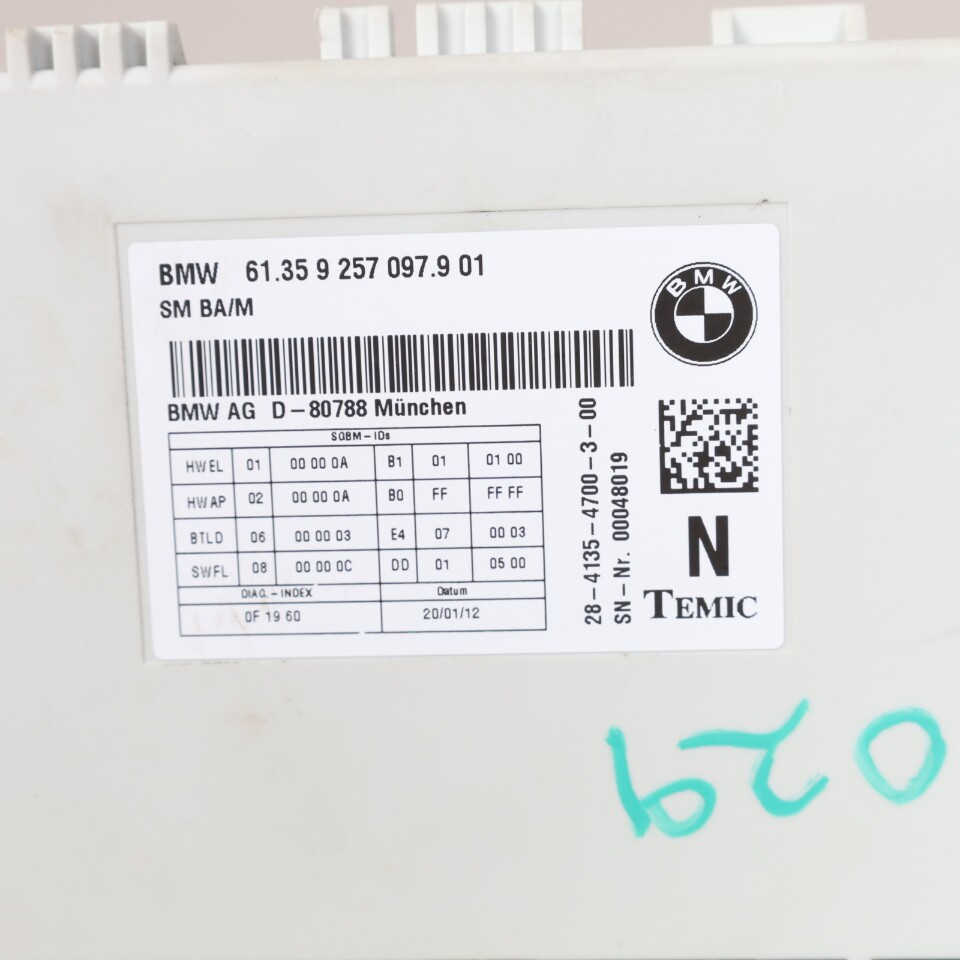 BMW 61.35 9 257 097.9 01
SM BA/M
BMW
BMW AG D-80788 München
SGBM-IDs
HWEL 01 00 00 0A B1 01 01 00
HWAP 02 00 00 0A B0 FF FF FF
BTLD 06 00 00 03 E4 07 00 03
SWFL 08 00 00 0C DD 01 05 00
DIAG.-INDEX Datum
0F 19 60 20/01/12
28-4135-4700-3-00
SN-Nr. 00048019
N
TEMIC
029